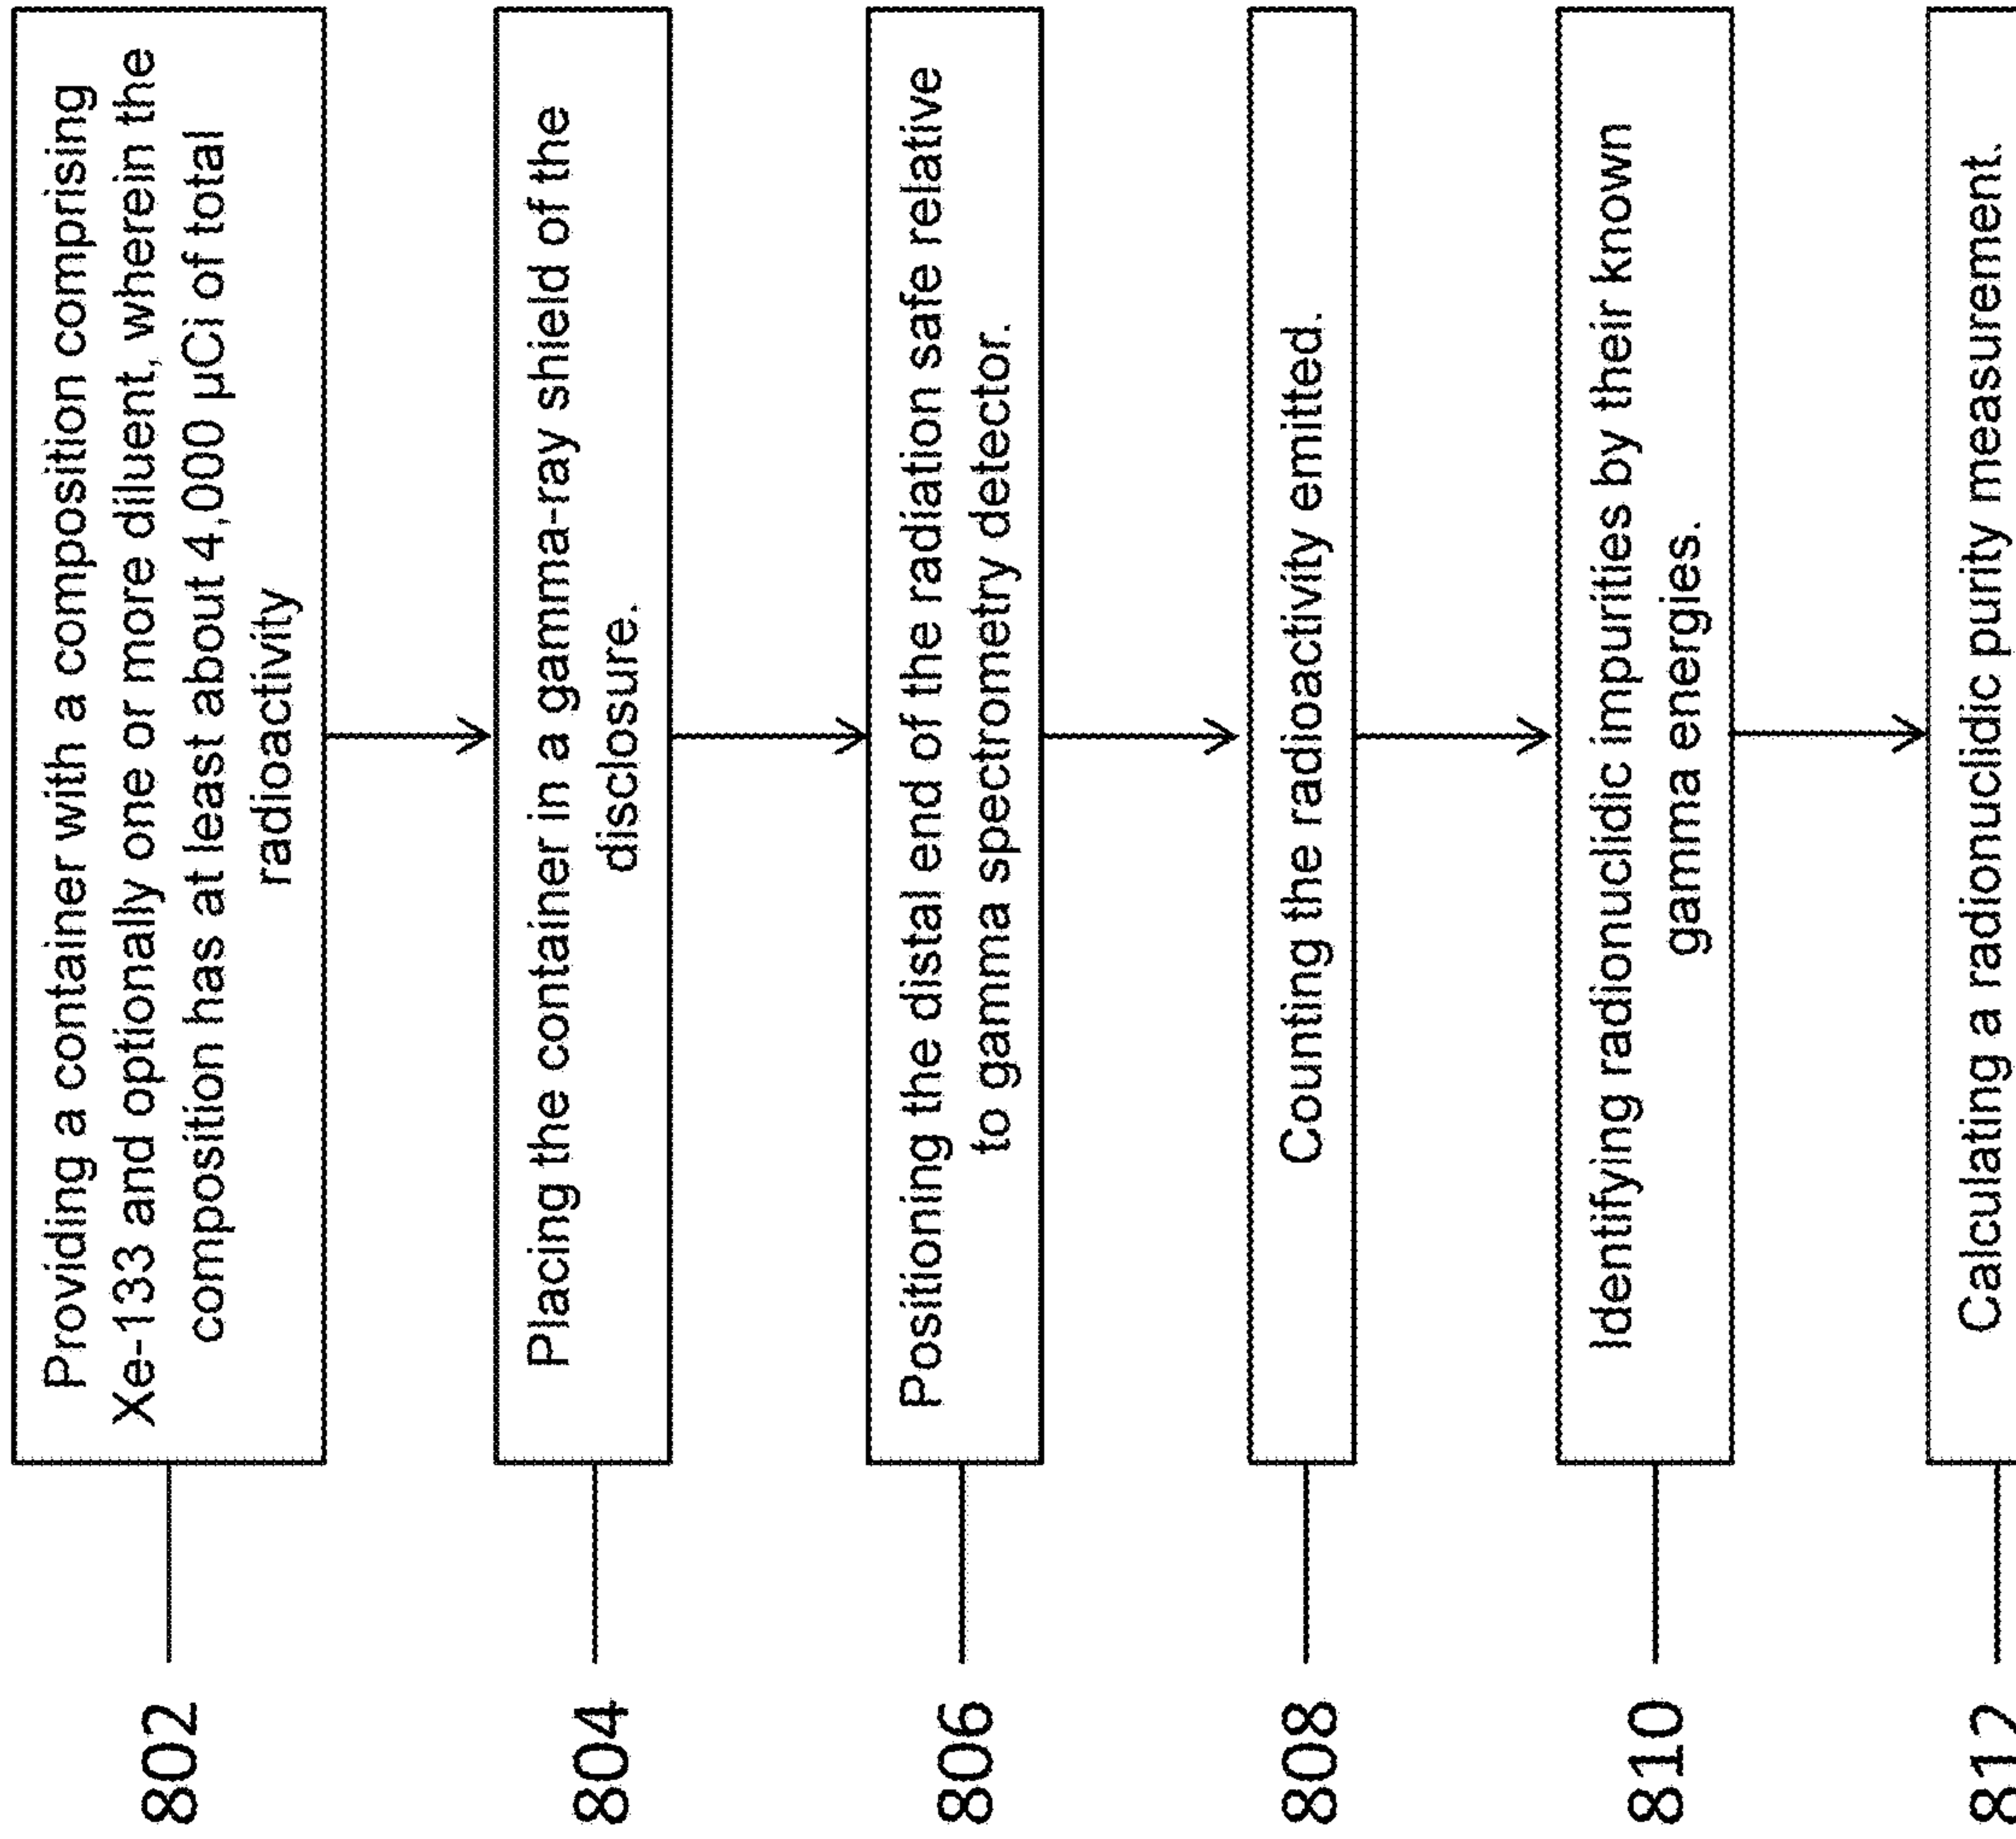 802
Providing a container with a composition comprising
Xe-133 and optionally one or more diluent, wherein the
composition has at least about 4,000 µCi of total
radioactivity
804
Placing the container in a gamma-ray shield of the
disclosure.
806
Positioning the distal end of the radiation safe relative
to gamma spectrometry detector.
808
Counting the radioactivity emitted.
810
Identifying radionuclidic impurities by their known
gamma energies.
812
Calculating a radionuclidic purity measurement.